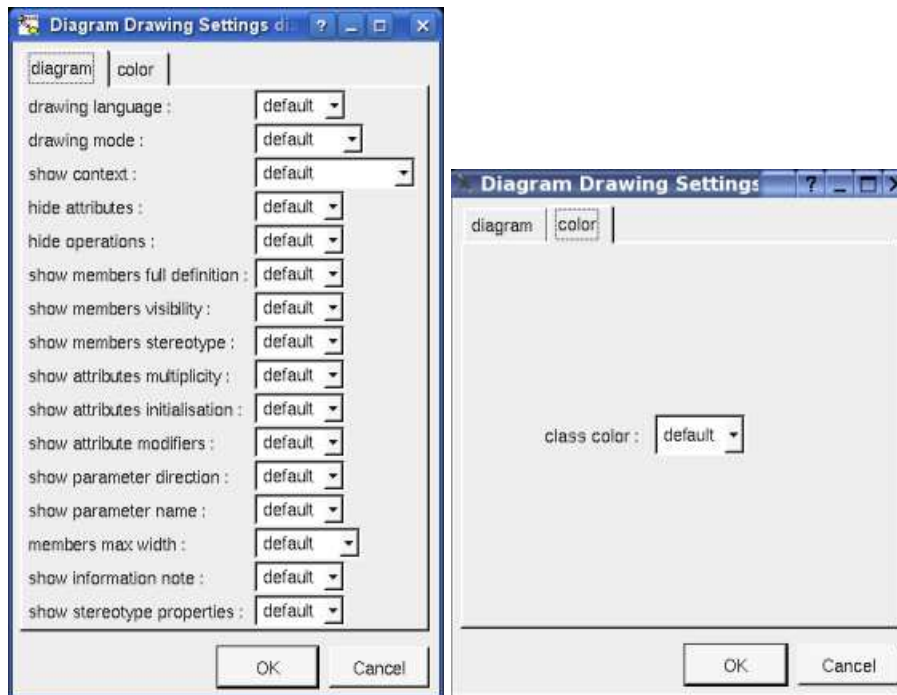 Diagram Drawing Settings
diagram color
drawing language : default
drawing mode : default
show context : default
hide attributes : default
hide operations : default
show members full definition : default
show members visibility : default
show members stereotype : default
show attributes multiplicity : default
show attributes initialisation : default
show attribute modifiers : default
show parameter direction : default
show parameter name : default
members max width : default
show information note : default
show stereotype properties : default
OK Cancel
Diagram Drawing Settings
diagram color
class color : default
OK Cancel